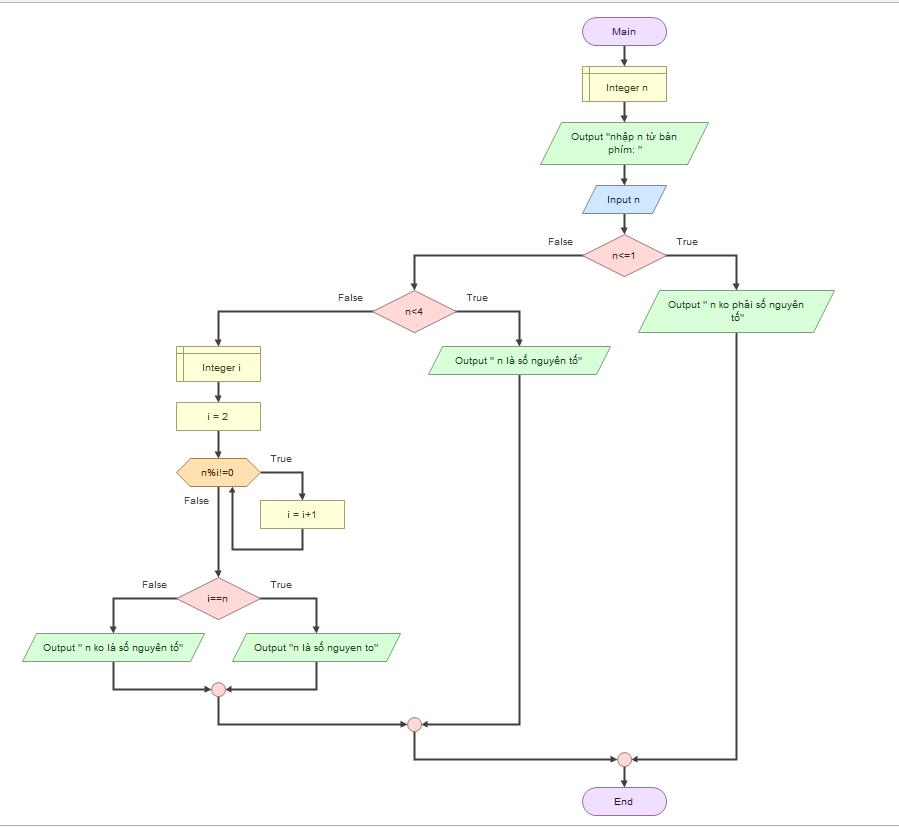 Main
Integer n
Output "nhập n từ bàn
phím: "
Input n
False
True
n<=1
Output " n ko phải số nguyên
tố"
False
True
n<4
Output " n là số nguyên tố"
Integer i
i = 2
True
n%i!=0
False
i = i+1
False
True
i==n
Output " n ko là số nguyên tố"
Output "n là số nguyen to"
End